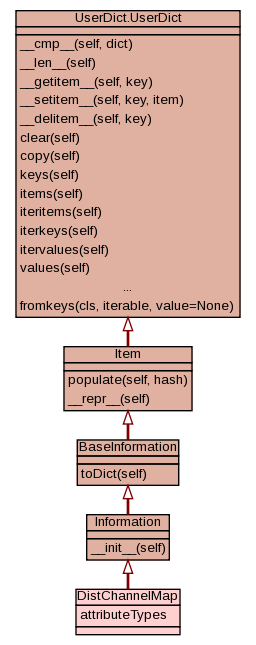 UserDict.UserDict
__cmp__(self, dict)
__len__(self)
__getitem__(self, key)
__setitem__(self, key, item)
__delitem__(self, key)
clear(self)
copy(self)
keys(self)
items(self)
iteritems(self)
iterkeys(self)
itervalues(self)
values(self)
...
fromkeys(cls, iterable, value=None)
Item
populate(self, hash)
__repr__(self)
BaseInformation
toDict(self)
Information
__init__(self)
DistChannelMap
attributeTypes